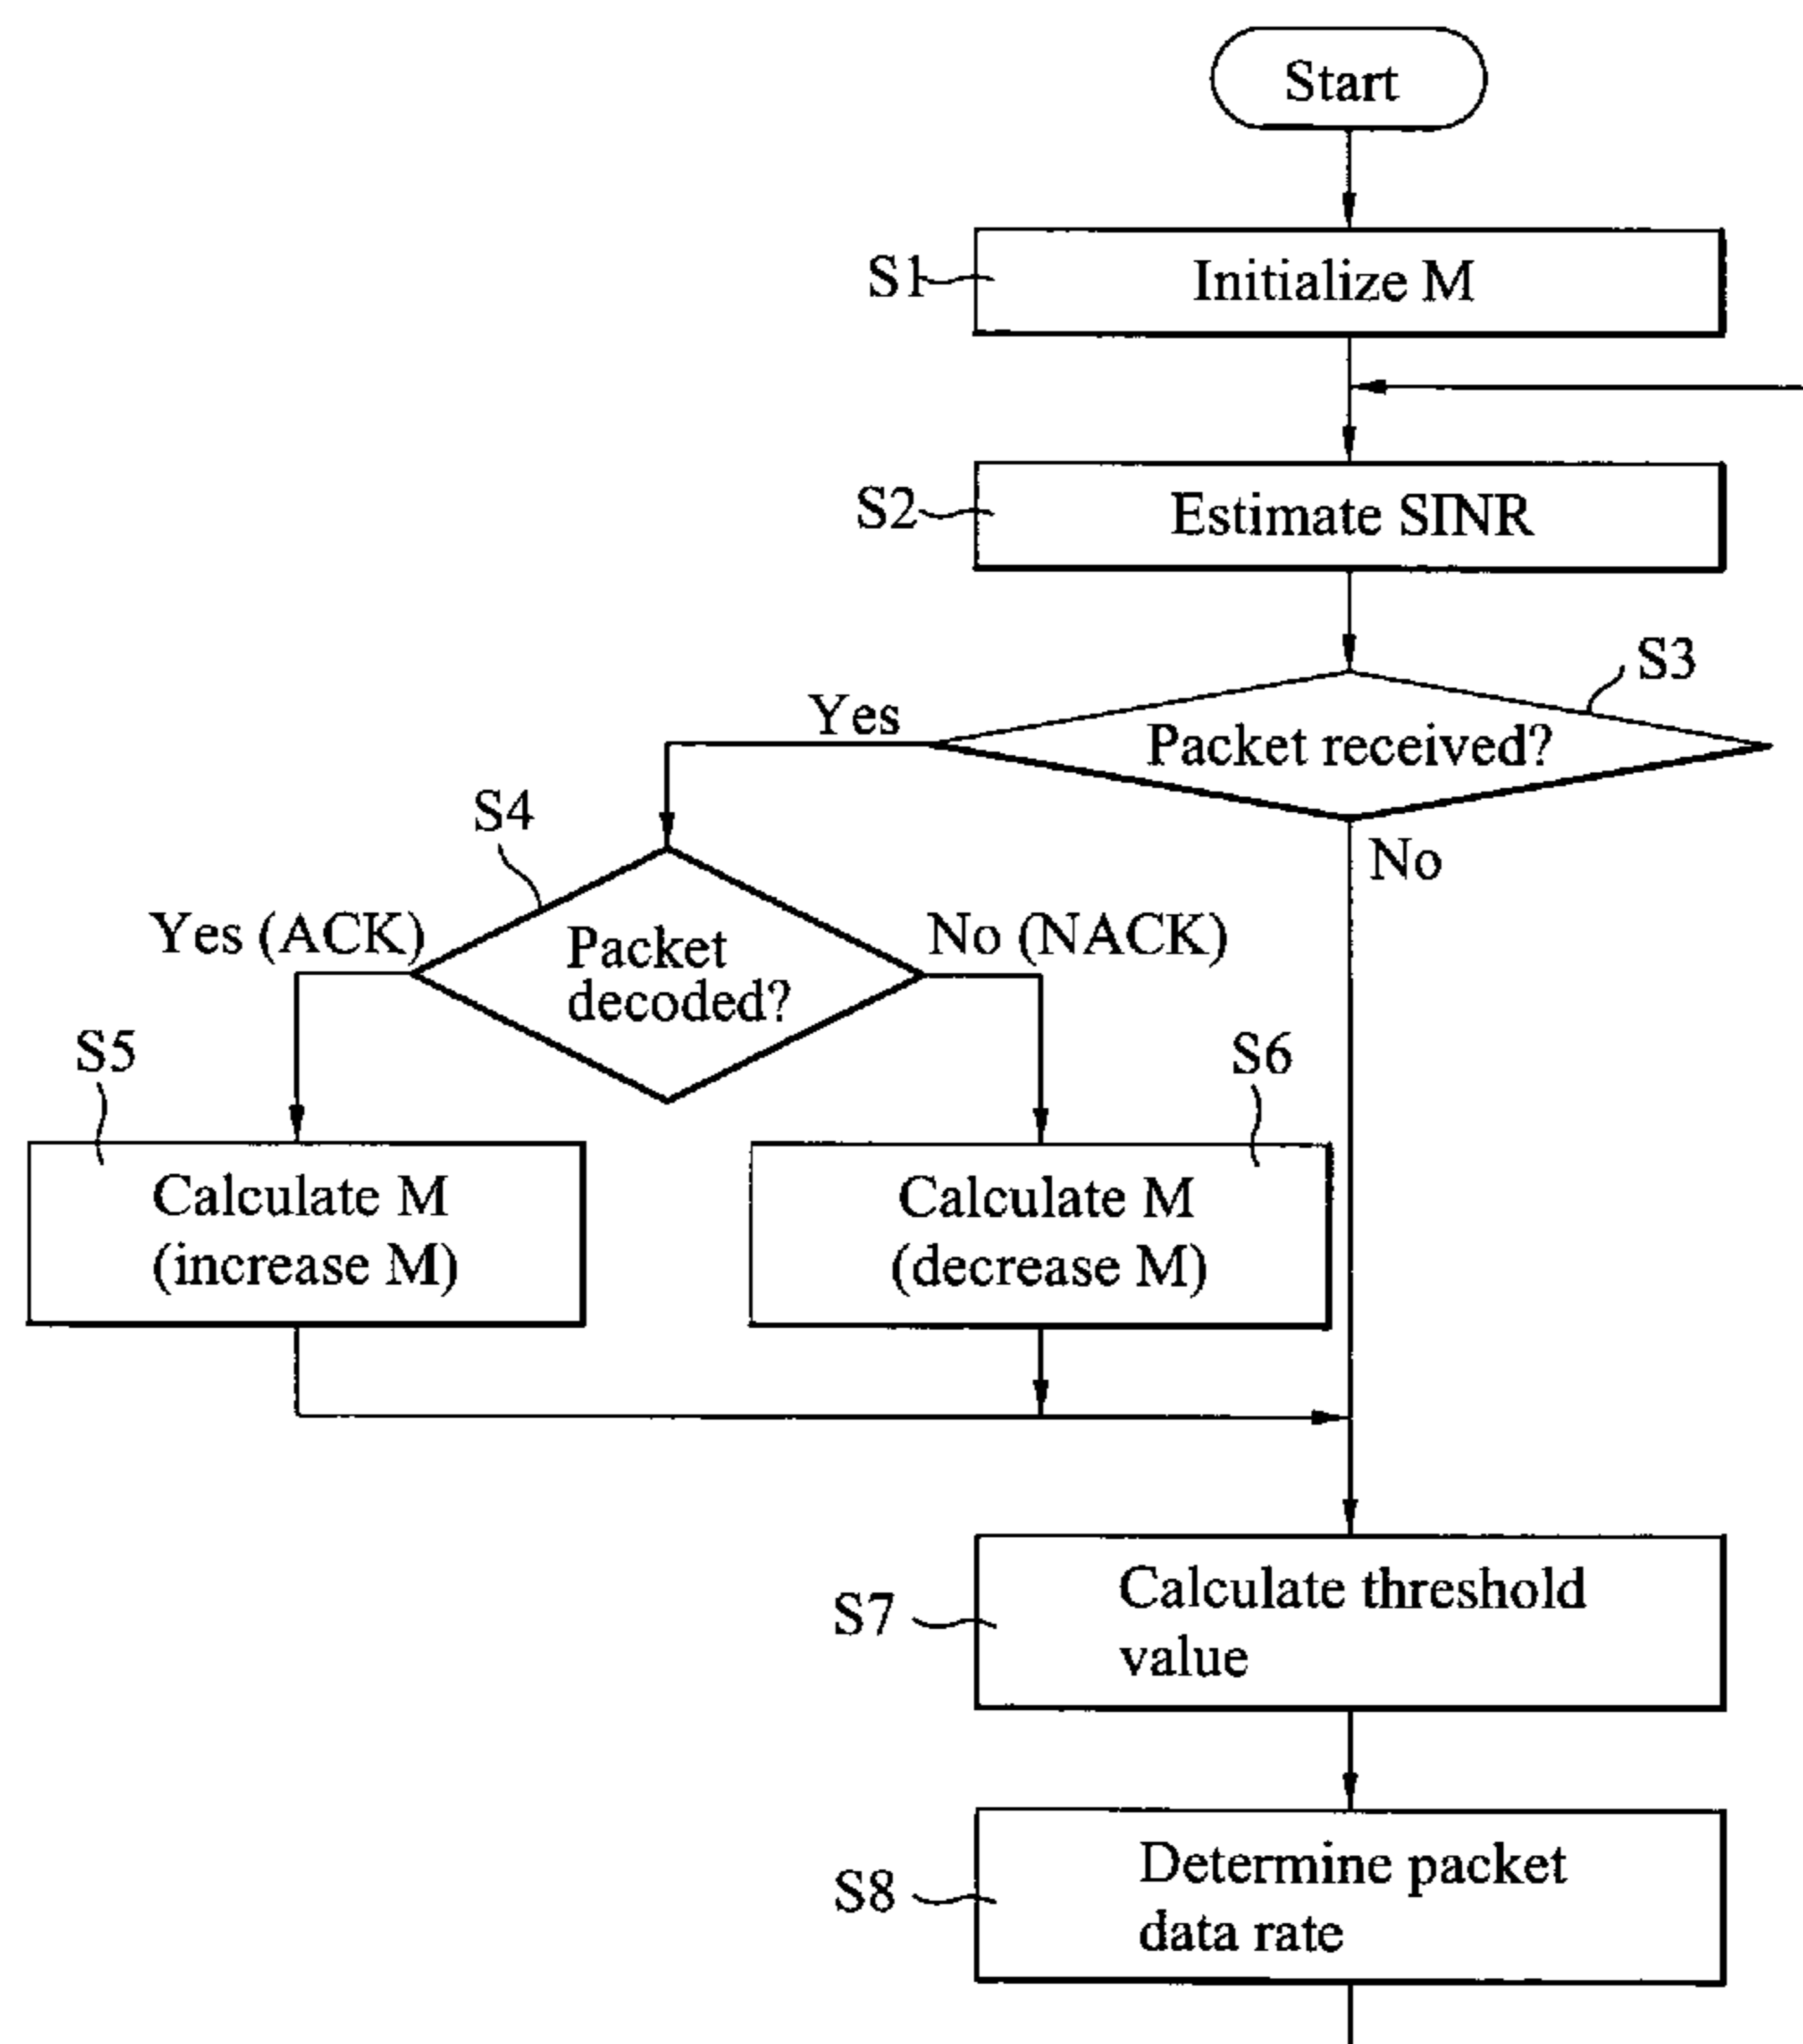 Start
S1
Initialize M
S2
Estimate SINR
S3
Packet received?
Yes
No
S4
Packet
decoded?
Yes (ACK)
No (NACK)
S5
Calculate M
(increase M)
S6
Calculate M
(decrease M)
S7
Calculate threshold
value
S8
Determine packet
data rate